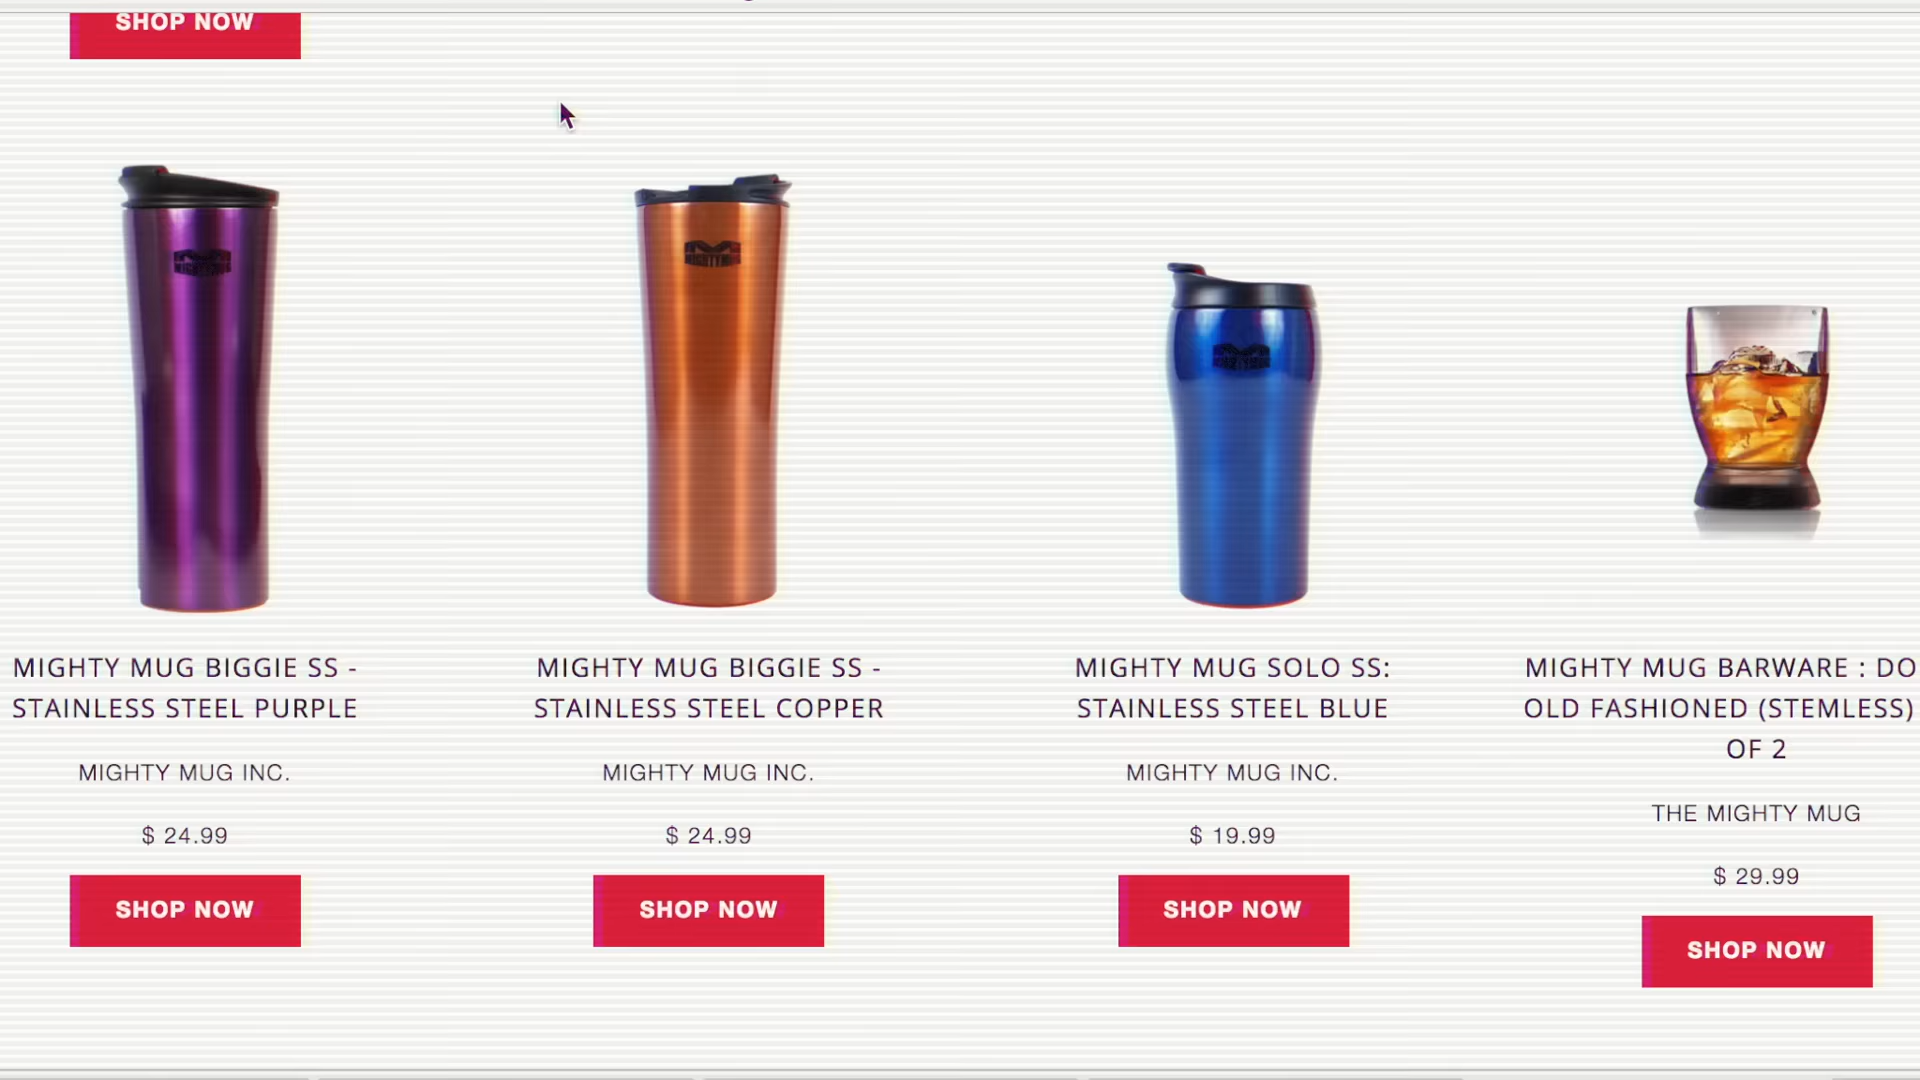 SHOP NOW
MIGHTY MUG BIGGIE SS -
STAINLESS STEEL PURPLE
MIGHTY MUG INC.
$ 24.99
SHOP NOW
MIGHTYMUG
MIGHTY MUG BIGGIE SS -
STAINLESS STEEL COPPER
MIGHTY MUG INC.
$ 24.99
SHOP NOW
MIGHTY MUG SOLO SS:
STAINLESS STEEL BLUE
MIGHTY MUG INC.
$ 19.99
SHOP NOW
MIGHTY MUG BARWARE : DO
OLD FASHIONED (STEMLESS)
OF 2
THE MIGHTY MUG
$ 29.99
SHOP NOW